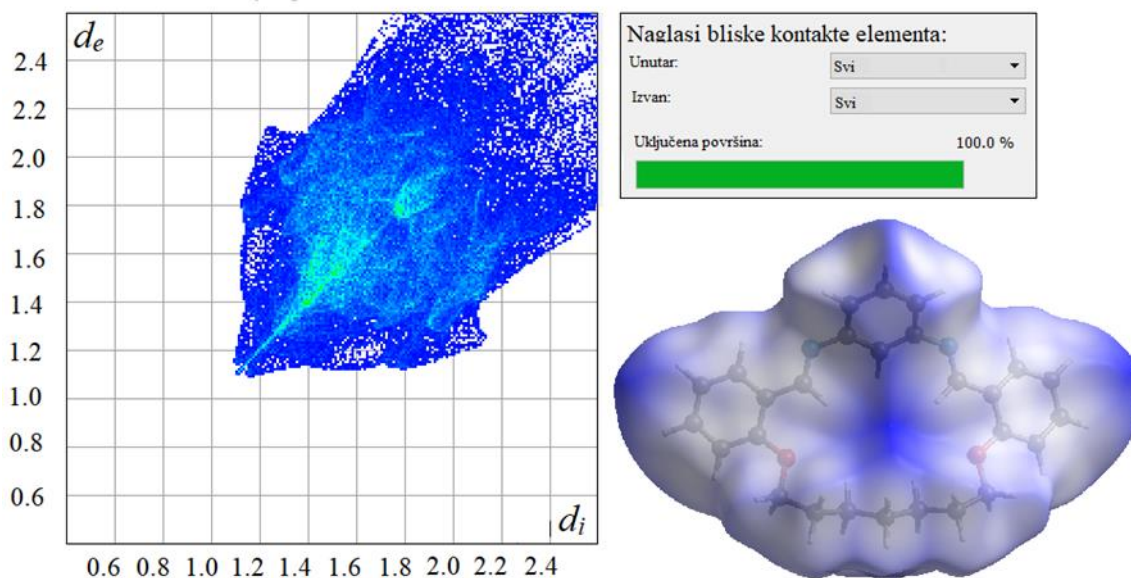 d_e
2.4
2.2
2.0
1.8
1.6
1.4
1.2
1.0
0.8
0.6
d_i
0.6 0.8 1.0 1.2 1.4 1.6 1.8 2.0 2.2 2.4
Naglasi bliske kontakte elementa:
Unutar: Svi
Izvan: Svi
Uključena površina: 100.0 %